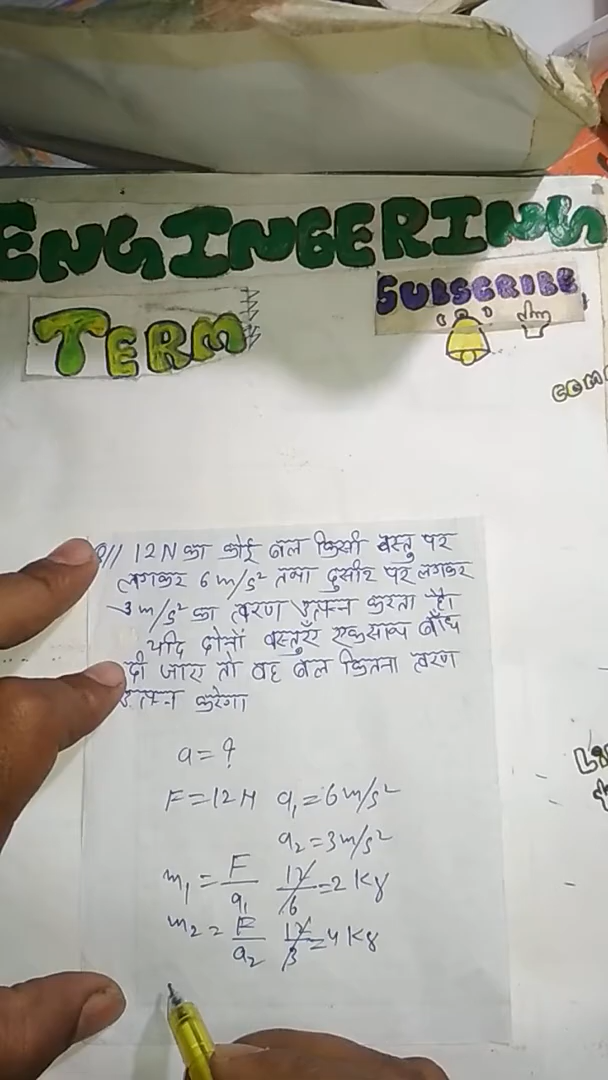 ENGINEERING
SUBSCRIBE
TERM
COM
Q// 12N का कोई बल किसी वस्तु पर
लगकर 6 m/s² तथा दुसरि पर लगकर
3 m/s² का त्वरण उत्पन्न करता है।
यदि दोनों वस्तुएँ एकसाथ बाँध
दी जाए तो वह बल कितना त्वरण
उत्पन्न करेगा
a = ?
F = 12 N a₁ = 6 m/s²
a₂ = 3 m/s²
m₁ = F/a₁ 12/6 = 2 Kg
m₂ = F/a₂ 12/3 = 4 Kg